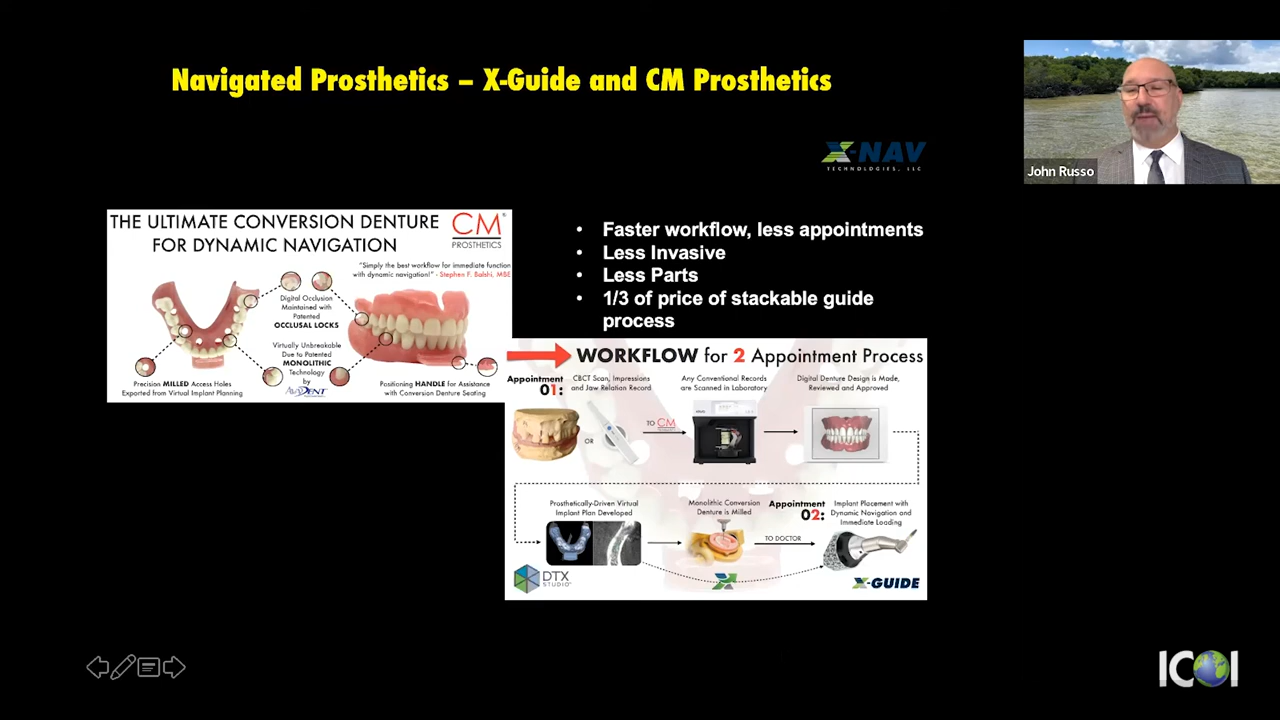 Navigated Prosthetics – X-Guide and CM Prosthetics
John Russo
X-NAV
TECHNOLOGIES, LLC
THE ULTIMATE CONVERSION DENTURE
FOR DYNAMIC NAVIGATION
CM
PROSTHETICS
"Simply the best workflow for immediate function
with dynamic navigation!" - Stephen F. Balshi, MBE
Digital Occlusion
Maintained with
Patented
OCCLUSAL LOCKS
Virtually Unbreakable
Due to Patented
MONOLITHIC
Technology
by
AvaDENT
Precision MILLED Access Holes
Exported from Virtual Implant Planning
Positioning HANDLE for Assistance
with Conversion Denture Seating
• Faster workflow, less appointments
• Less Invasive
• Less Parts
• 1/3 of price of stackable guide
process
WORKFLOW for 2 Appointment Process
Appointment
01:
CBCT Scan, Impressions
and Jaw Relation Record
Any Conventional Records
are Scanned in Laboratory
Digital Denture Design is Made,
Reviewed and Approved
OR
TO CM
Prosthetically-Driven Virtual
Implant Plan Developed
Monolithic Conversion
Denture is Milled
Appointment
02:
Implant Placement with
Dynamic Navigation and
Immediate Loading
TO DOCTOR
DTX
STUDIO
X-GUIDE
ICOI